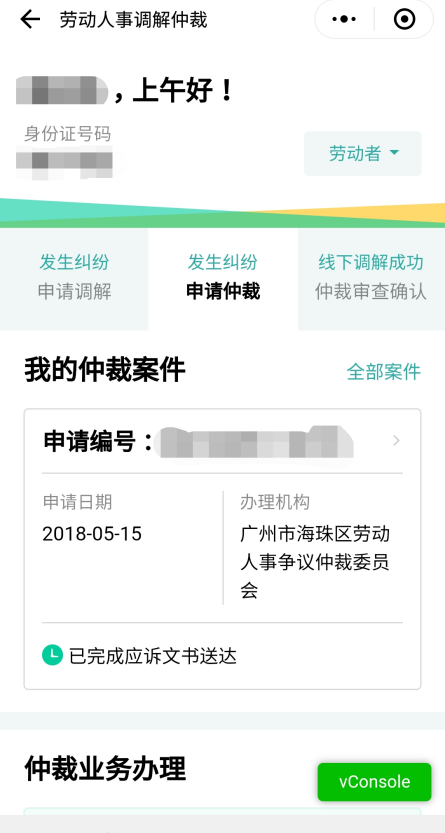 劳动人事调解仲裁
，上午好！
身份证号码
劳动者
发生纠纷
申请调解
发生纠纷
申请仲裁
线下调解成功
仲裁审查确认
我的仲裁案件
全部案件
申请编号：
申请日期
2018-05-15
办理机构
广州市海珠区劳动
人事争议仲裁委员
会
已完成应诉文书送达
仲裁业务办理
vConsole